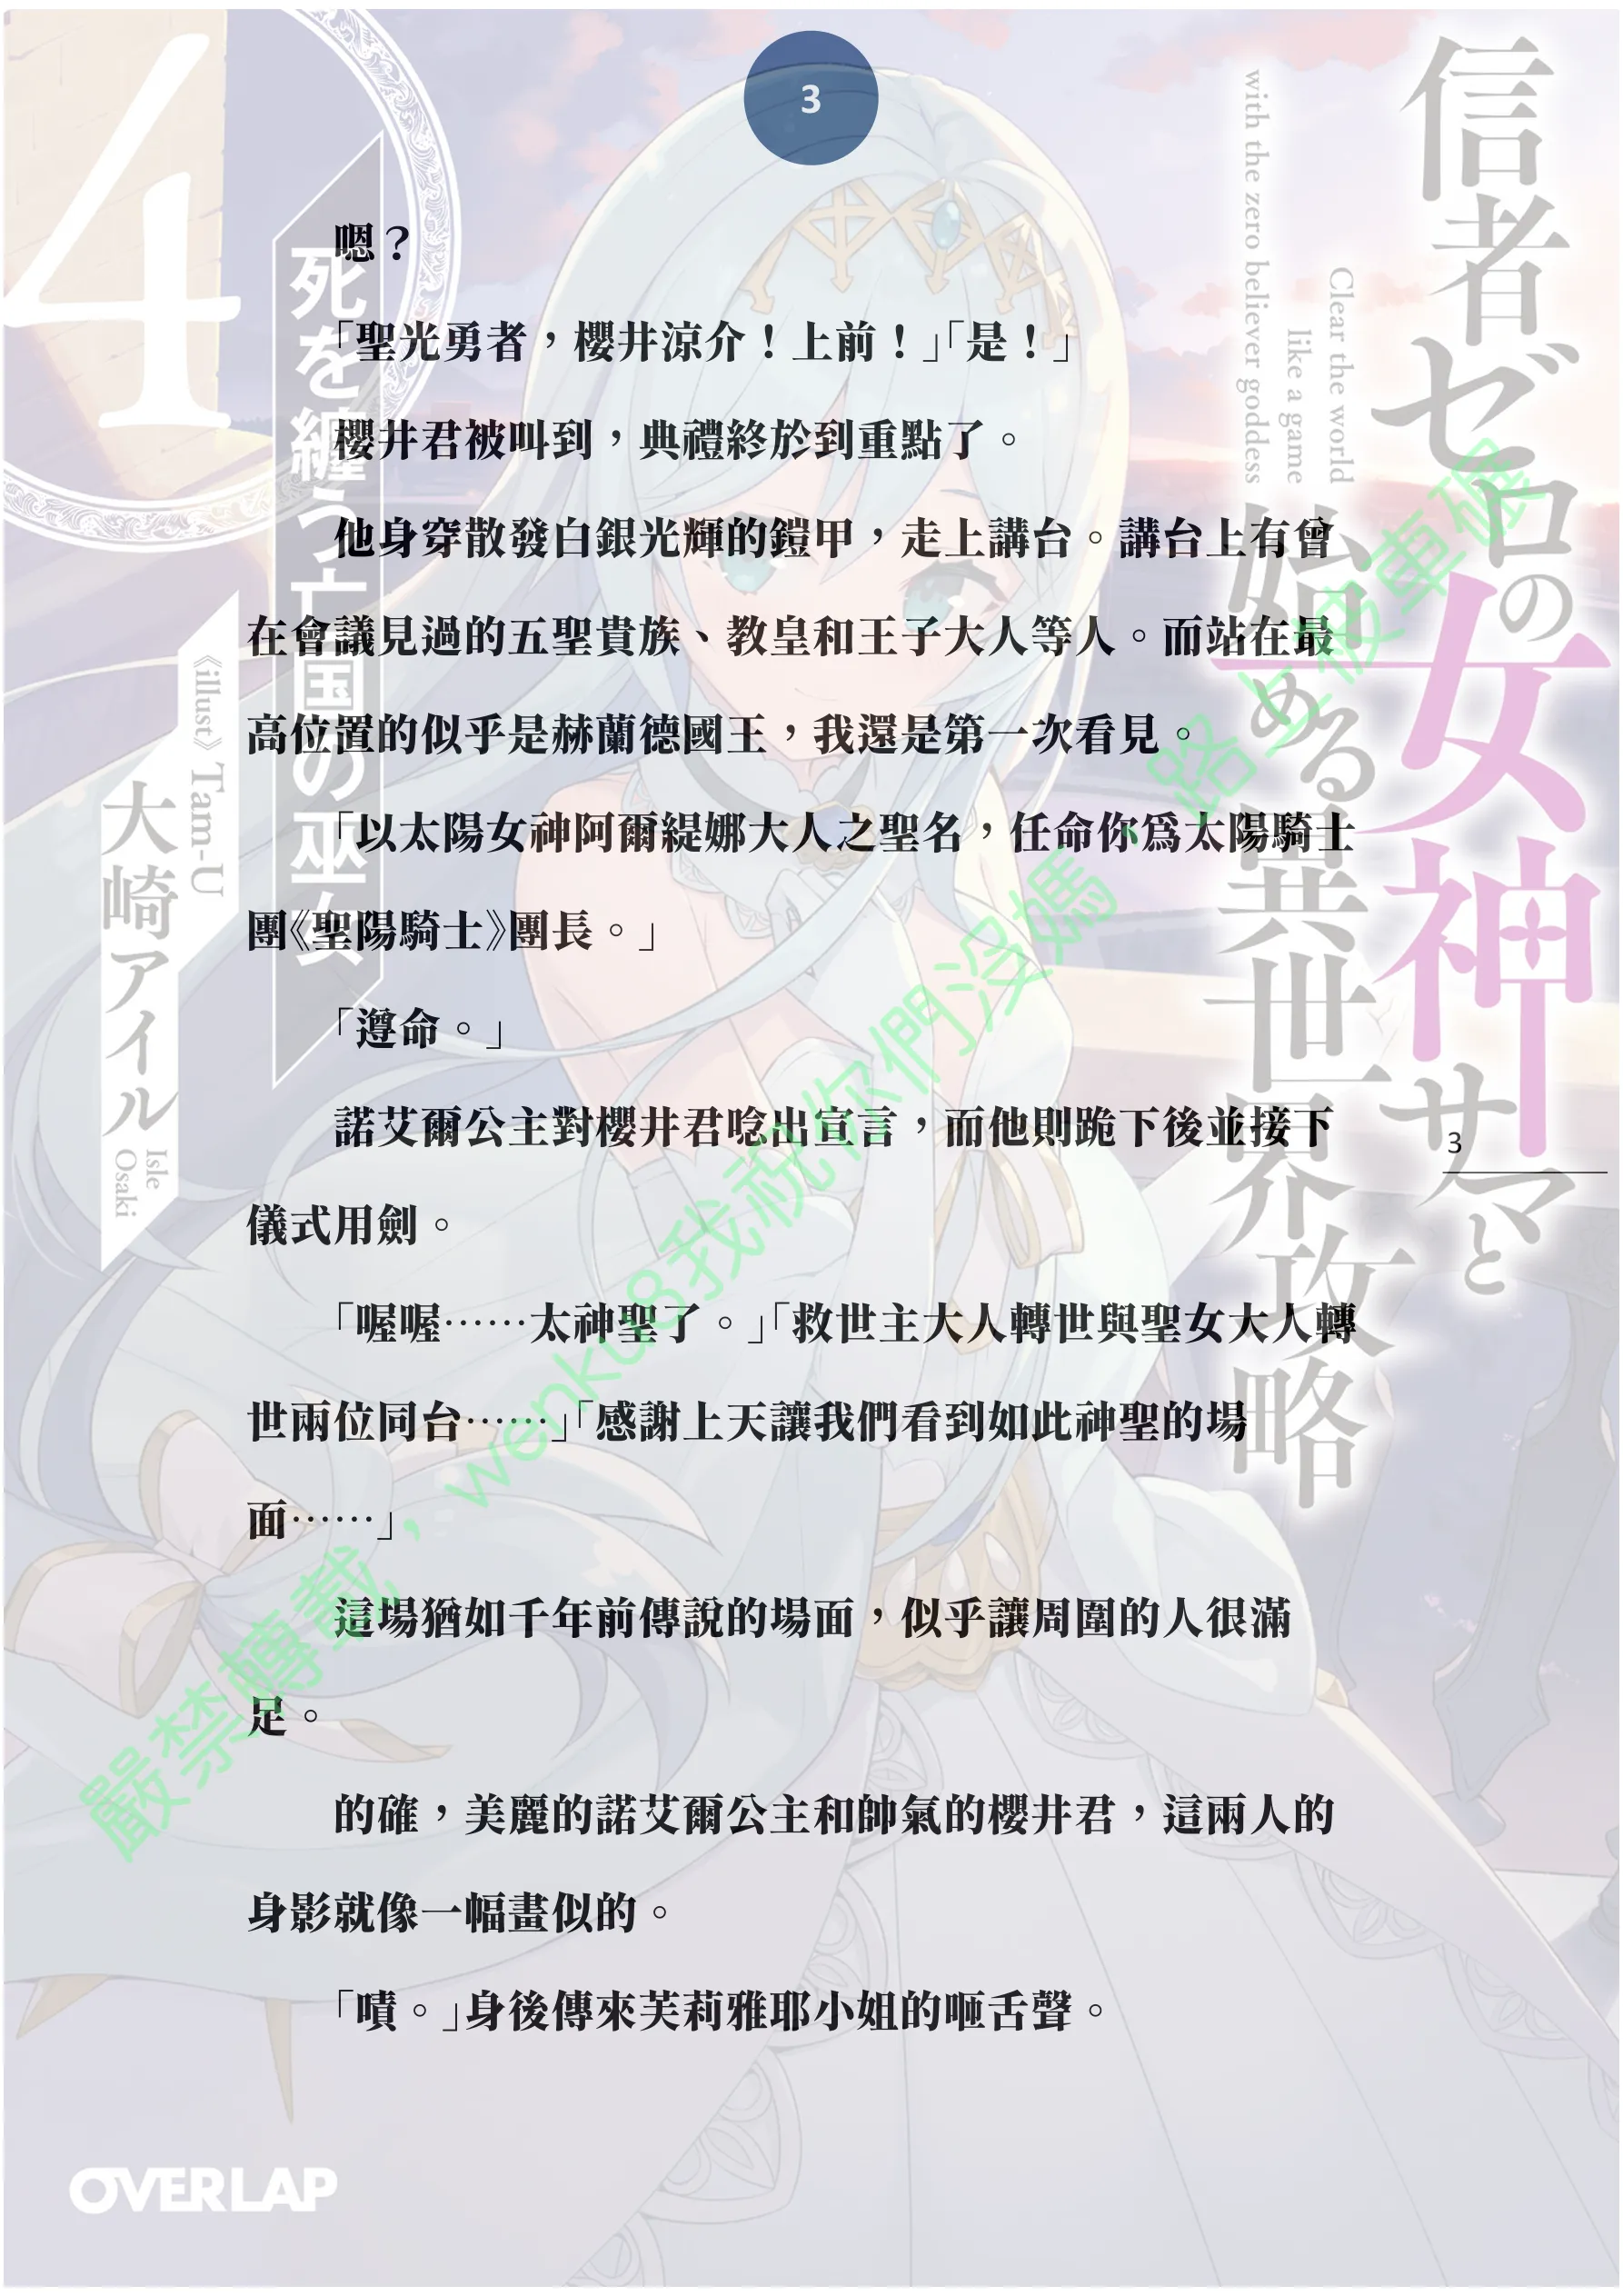 3
嗯？
「聖光勇者，櫻井涼介！上前！」「是！」
櫻井君被叫到，典禮終於到重點了。
他身穿散發白銀光輝的鎧甲，走上講台。講台上有曾
在會議見過的五聖貴族、教皇和王子大人等人。而站在最
高位置的似乎是赫蘭德國王，我還是第一次看見。
「以太陽女神阿爾緹娜大人之聖名，任命你為太陽騎士
團《聖陽騎士》團長。」
「遵命。」
諾艾爾公主對櫻井君唸出宣言，而他則跪下後並接下
儀式用劍。
「喔喔……太神聖了。」「救世主大人轉世與聖女大人轉
世兩位同台……」「感謝上天讓我們看到如此神聖的場
面……」
這場猶如千年前傳說的場面，似乎讓周圍的人很滿
足。
的確，美麗的諾艾爾公主和帥氣的櫻井君，這兩人的
身影就像一幅畫似的。
「嘖。」身後傳來芙莉雅耶小姐的咂舌聲。
3
信者ゼロの女神サマと
始める異世界攻略
Clear the world
like a game
with the zero believer goddess
4
死を纏う亡国の巫女
《illust》 Tam-U
大崎アイル
Isle
Osaki
OVERLAP
嚴禁轉載，wenku8我祝你們沒媽、路上被車碾